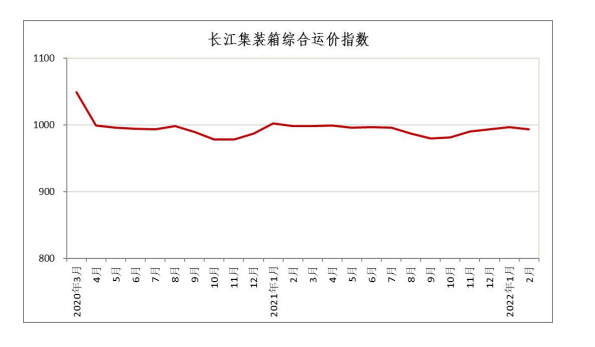 长江集装箱综合运价指数
1100
1000
900
800
2020年3月
4月
5月
6月
7月
8月
9月
10月
11月
12月
2021年1月
2月
3月
4月
5月
6月
7月
8月
9月
10月
11月
12月
2022年1月
2月